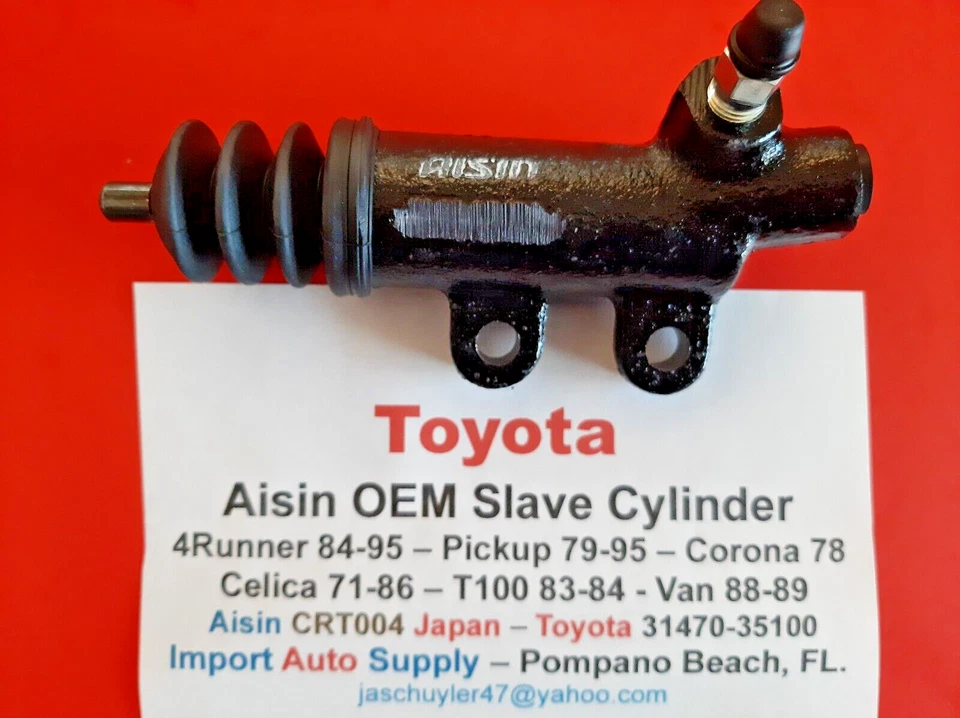 AISIN
Toyota
Aisin OEM Slave Cylinder
4Runner 84-95 – Pickup 79-95 – Corona 78
Celica 71-86 – T100 83-84 - Van 88-89
Aisin CRT004 Japan – Toyota 31470-35100
Import Auto Supply – Pompano Beach, FL.
jaschuyler47@yahoo.com